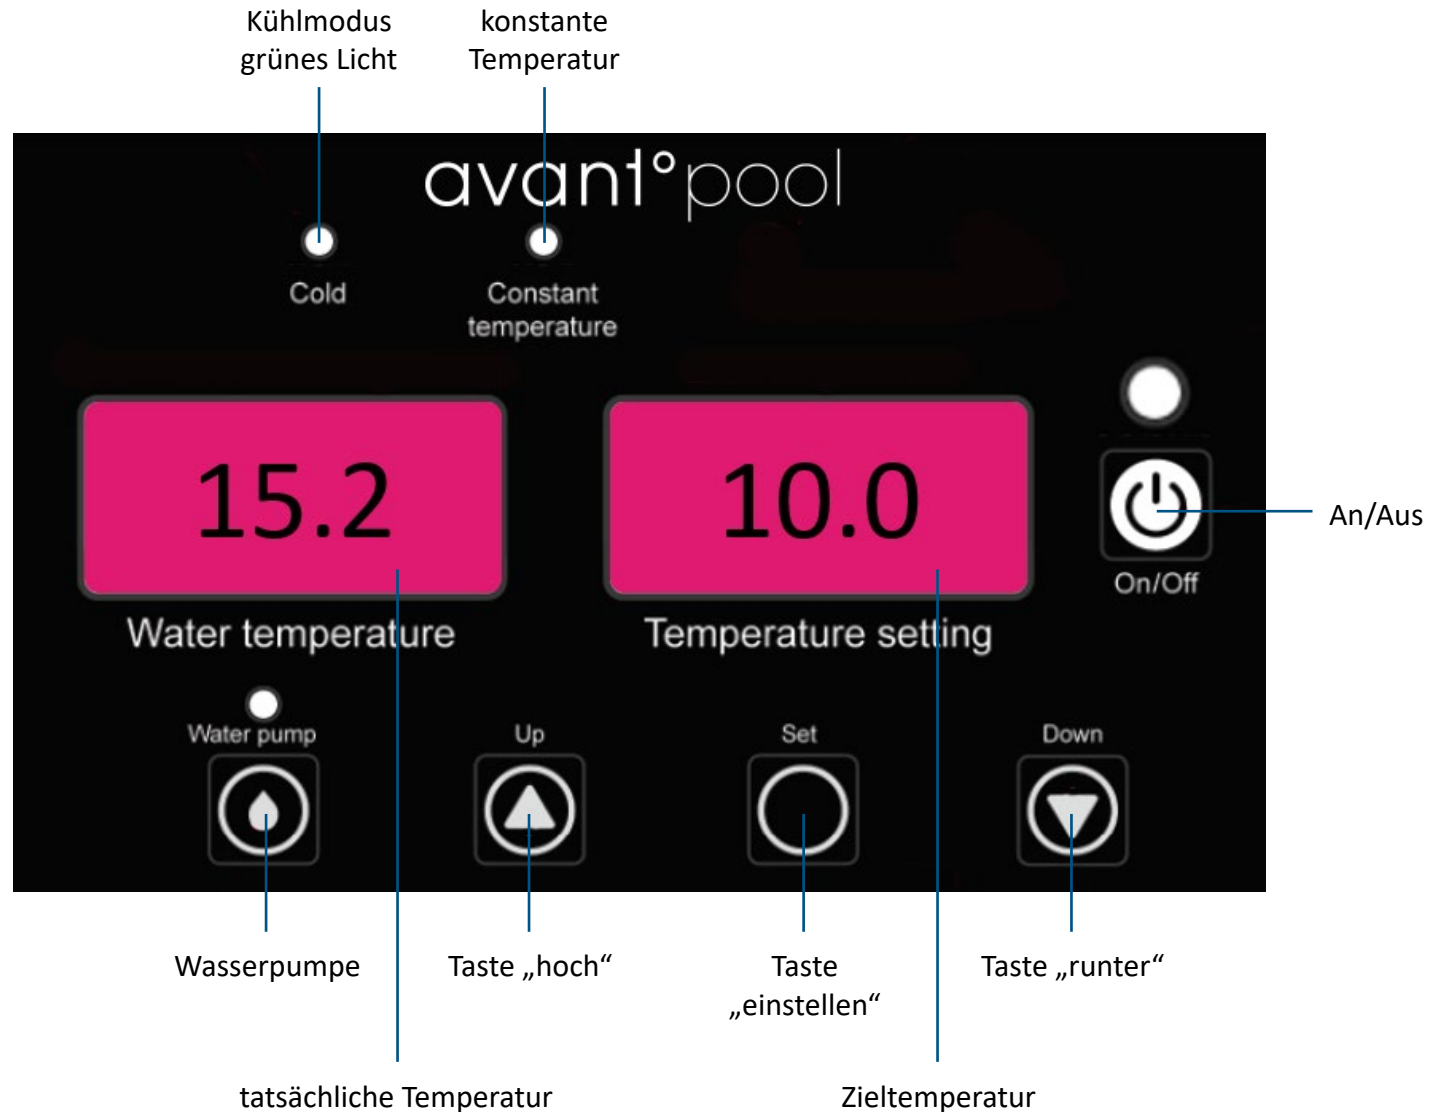 Kühlmodus
grünes Licht
konstante
Temperatur
avant°pool
Cold
Constant
temperature
15.2
10.0
An/Aus
On/Off
Water temperature
Temperature setting
Water pump
Up
Set
Down
Wasserpumpe
Taste „hoch“
Taste
„einstellen“
Taste „runter“
tatsächliche Temperatur
Zieltemperatur